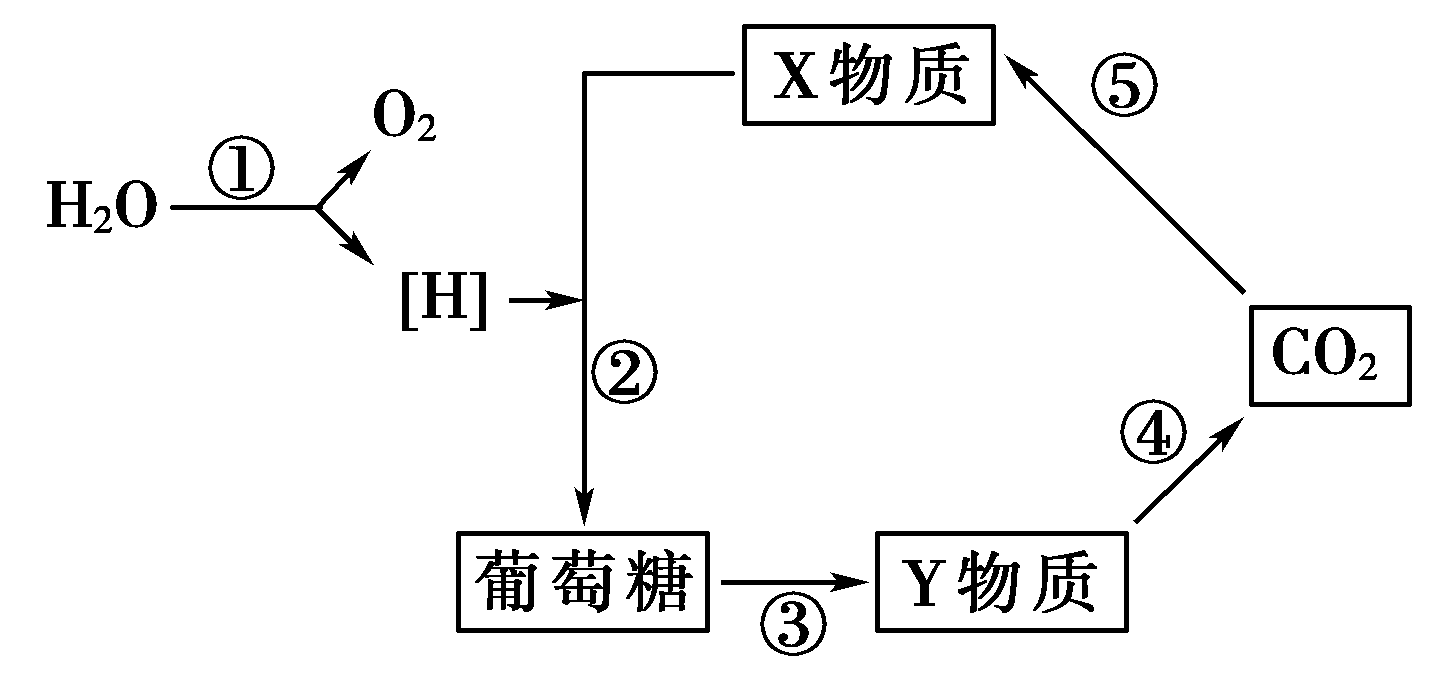 X物质
⑤
O₂
①
H₂O
[H]
②
CO₂
④
葡萄糖
③
Y物质